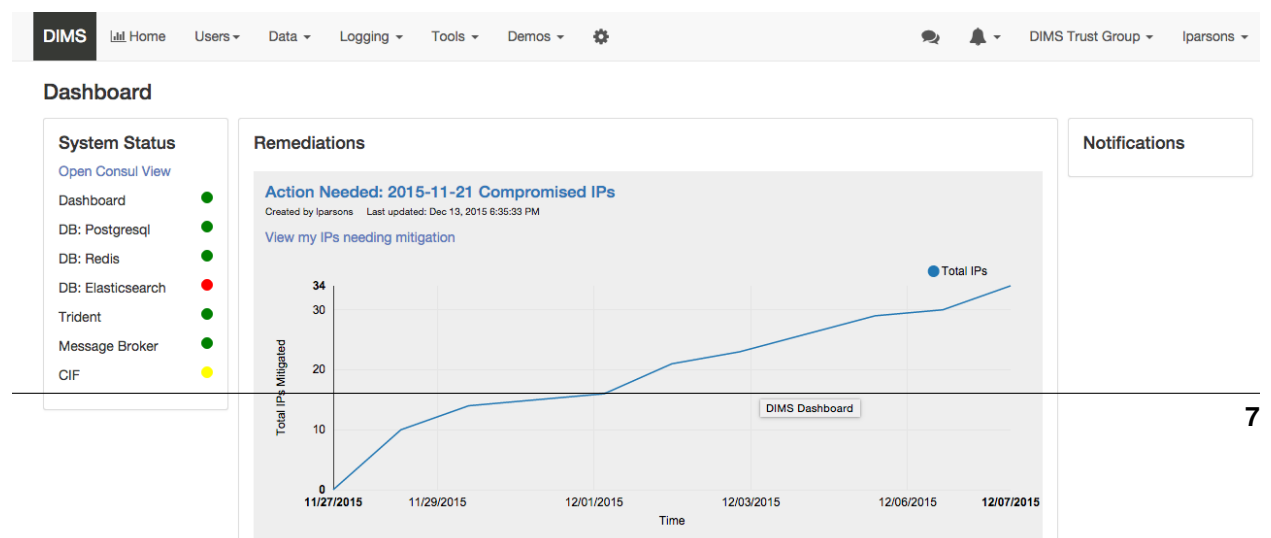 DIMS Home Users Data Logging Tools Demos DIMS Trust Group lparsons
Dashboard
System Status
Open Consul View
Dashboard
DB: Postgresql
DB: Redis
DB: Elasticsearch
Trident
Message Broker
CIF
Remediations
Action Needed: 2015-11-21 Compromised IPs
Created by lparsons Last updated: Dec 13, 2015 6:35:33 PM
View my IPs needing mitigation
Total IPs
34
30
20
10
0
Total IPs Mitigated
DIMS Dashboard
11/27/2015 11/29/2015 12/01/2015 12/03/2015 12/06/2015 12/07/2015
Time
Notifications
7